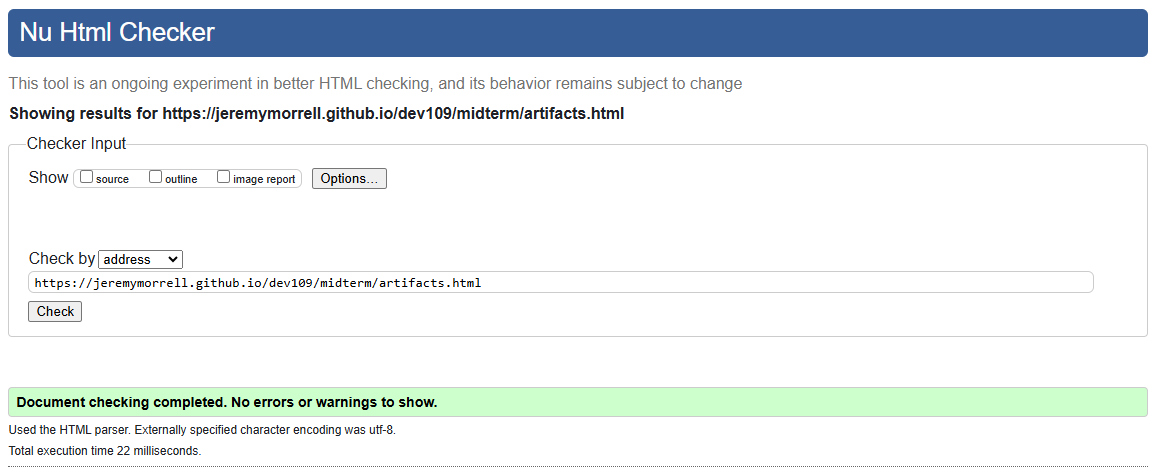 Nu Html Checker
This tool is an ongoing experiment in better HTML checking, and its behavior remains subject to change
Showing results for https://jeremymorrell.github.io/dev109/midterm/artifacts.html
Checker Input
Show source outline image report Options...
Check by address
https://jeremymorrell.github.io/dev109/midterm/artifacts.html
Check
Document checking completed. No errors or warnings to show.
Used the HTML parser. Externally specified character encoding was utf-8.
Total execution time 22 milliseconds.